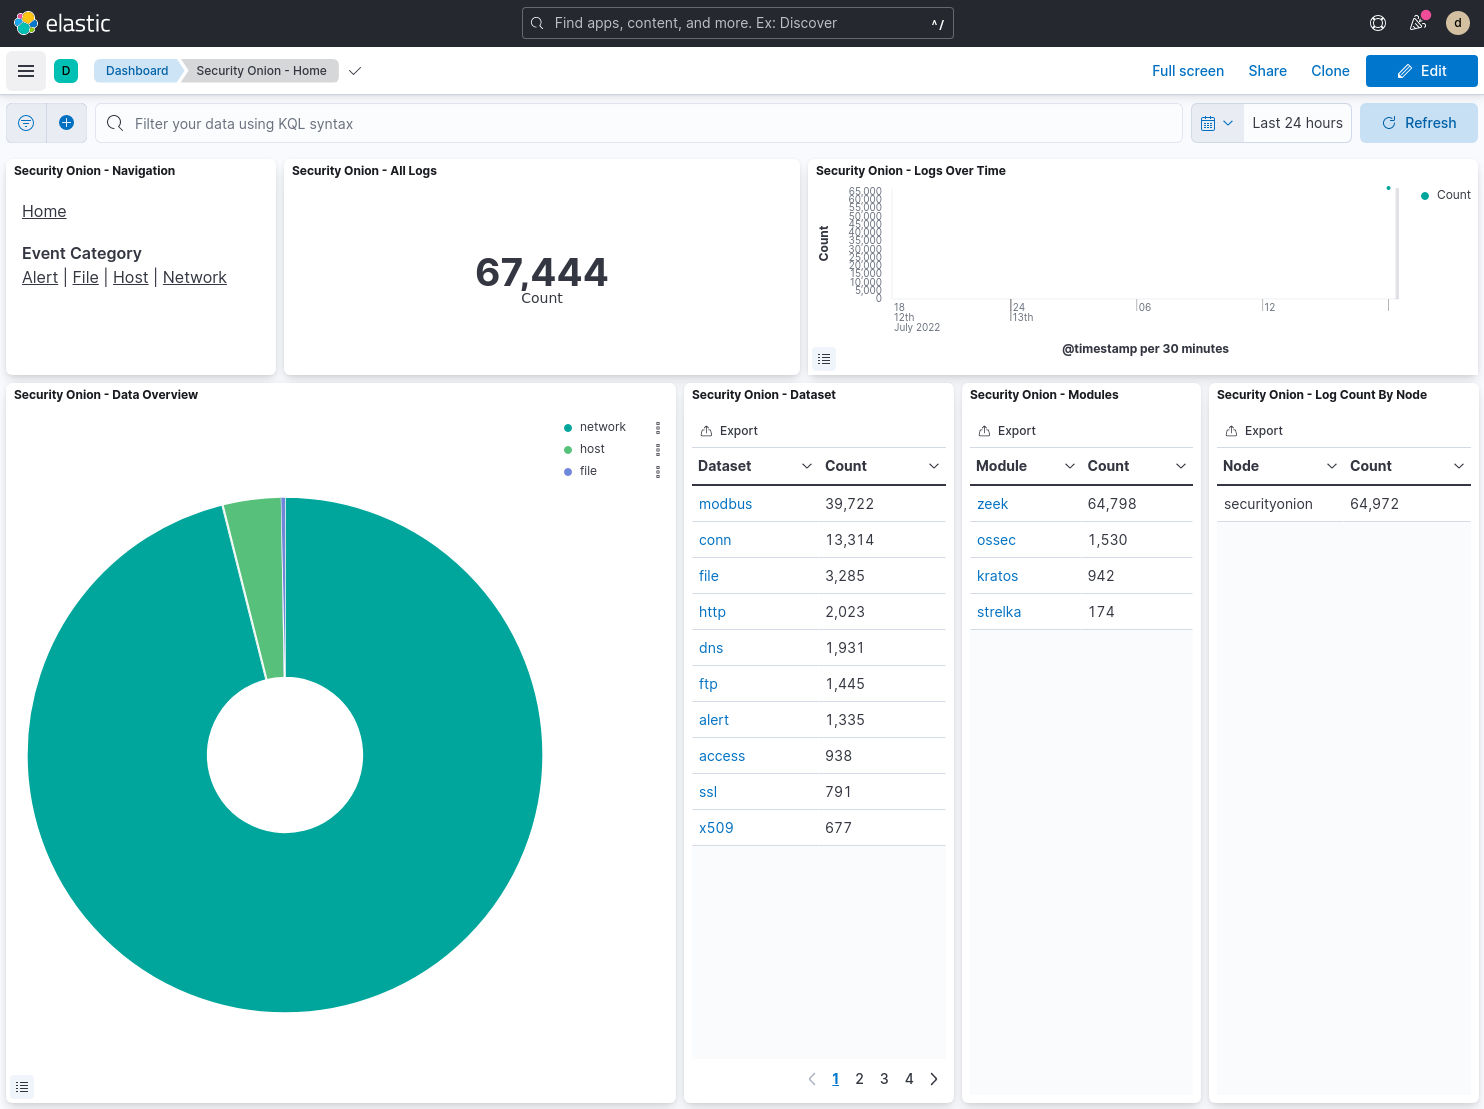 elastic
Find apps, content, and more. Ex: Discover
^/
d
D
Dashboard
Security Onion - Home
Full screen
Share
Clone
Edit
Filter your data using KQL syntax
Last 24 hours
Refresh
Security Onion - Navigation
Home
Event Category
Alert | File | Host | Network
Security Onion - All Logs
67,444
Count
Security Onion - Logs Over Time
Count
65,000
60,000
55,000
50,000
45,000
40,000
35,000
30,000
25,000
20,000
15,000
10,000
5,000
0
18
12th
July 2022
24
13th
06
12
@timestamp per 30 minutes
Count
Security Onion - Data Overview
network
host
file
Security Onion - Dataset
Export
Dataset Count
modbus 39,722
conn 13,314
file 3,285
http 2,023
dns 1,931
ftp 1,445
alert 1,335
access 938
ssl 791
x509 677
1 2 3 4
Security Onion - Modules
Export
Module Count
zeek 64,798
ossec 1,530
kratos 942
strelka 174
Security Onion - Log Count By Node
Export
Node Count
securityonion 64,972